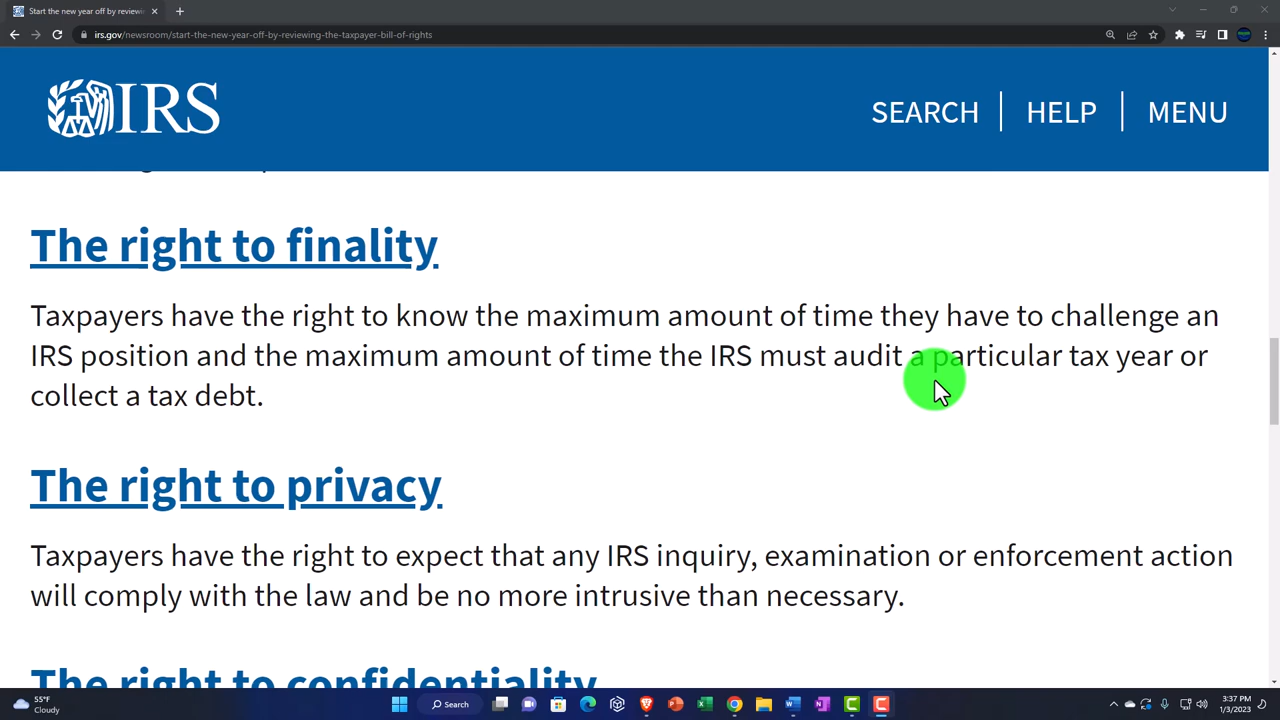 Start the new year off by reviewin
irs.gov/newsroom/start-the-new-year-off-by-reviewing-the-taxpayer-bill-of-rights
IRS
SEARCH
HELP
MENU
The right to finality
Taxpayers have the right to know the maximum amount of time they have to challenge an
IRS position and the maximum amount of time the IRS must audit a particular tax year or
collect a tax debt.
The right to privacy
Taxpayers have the right to expect that any IRS inquiry, examination or enforcement action
will comply with the law and be no more intrusive than necessary.
The right to confidentiality
55°F
Cloudy
Search
3:37 PM
1/3/2023